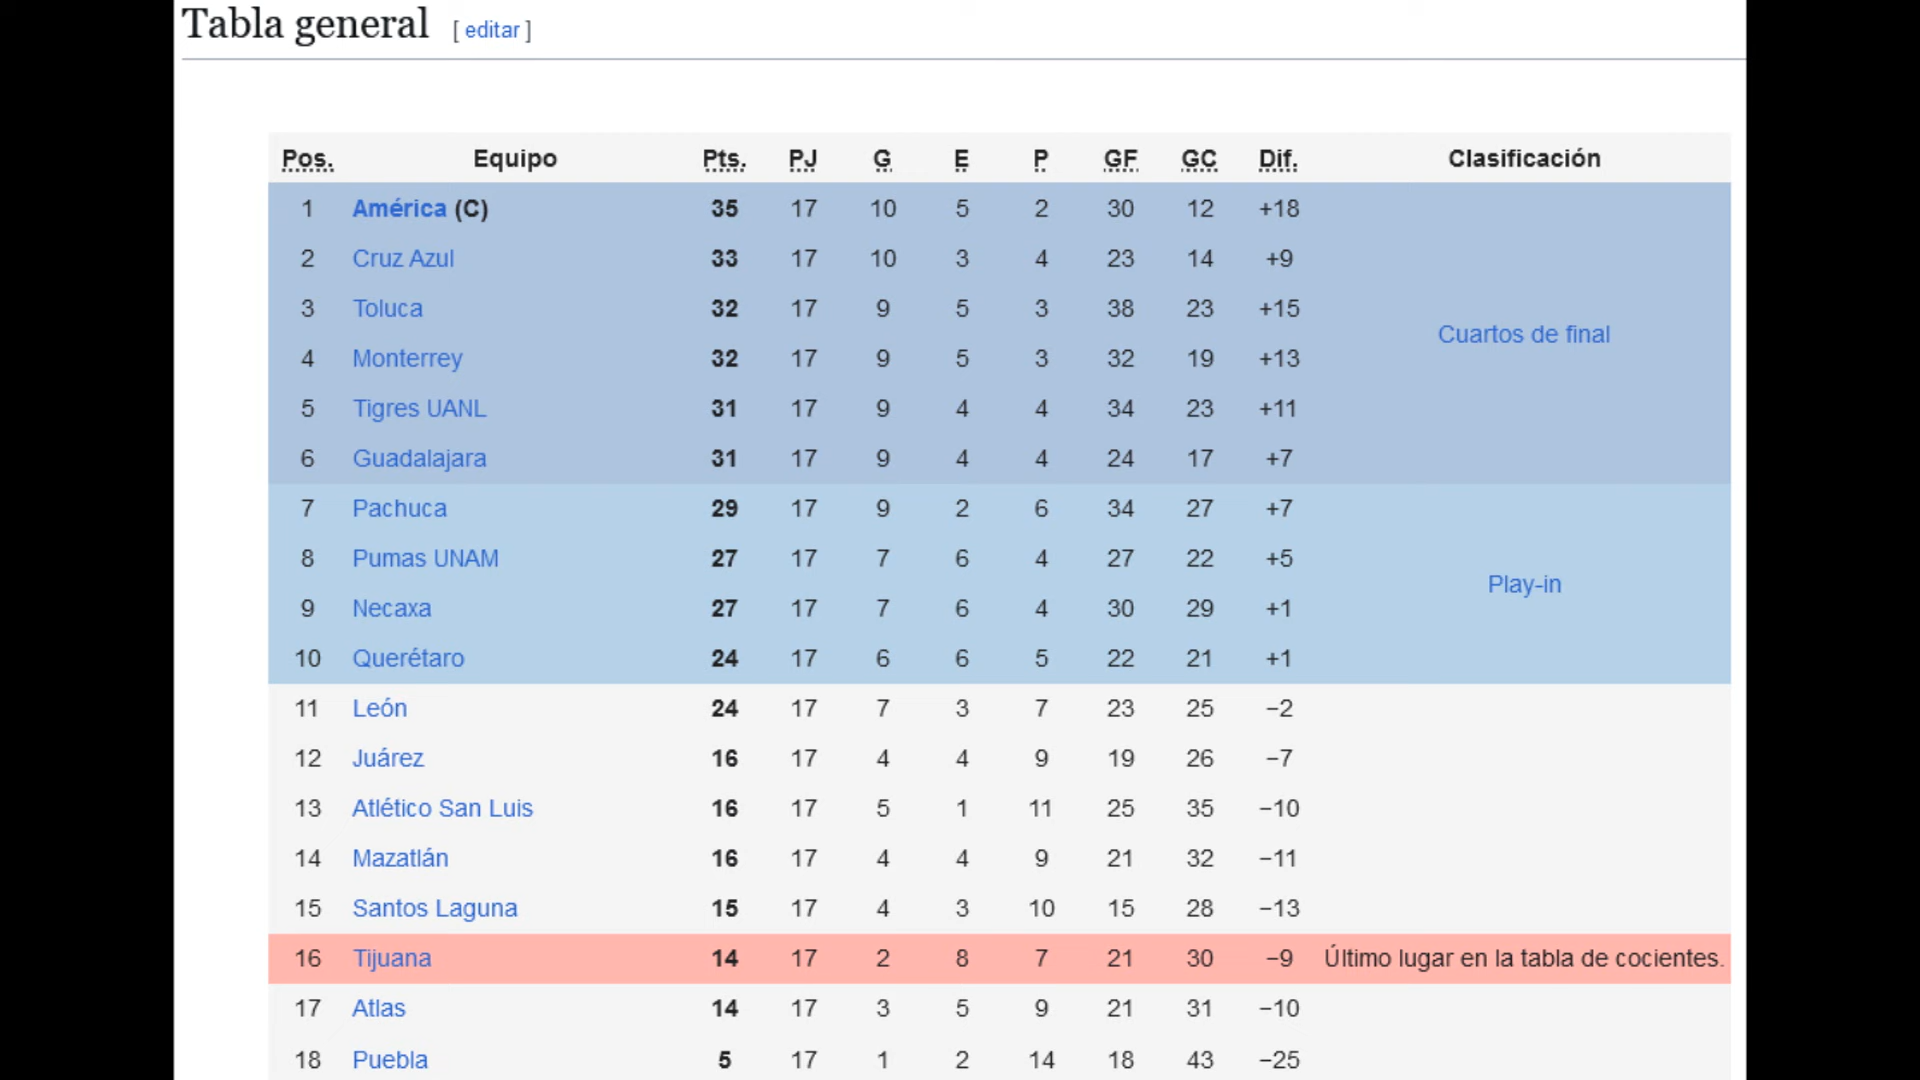 Tabla general [ editar ]
Pos. Equipo Pts. PJ G E P GF GC Dif. Clasificación
1 América (C) 35 17 10 5 2 30 12 +18
2 Cruz Azul 33 17 10 3 4 23 14 +9
3 Toluca 32 17 9 5 3 38 23 +15
Cuartos de final
4 Monterrey 32 17 9 5 3 32 19 +13
5 Tigres UANL 31 17 9 4 4 34 23 +11
6 Guadalajara 31 17 9 4 4 24 17 +7
7 Pachuca 29 17 9 2 6 34 27 +7
8 Pumas UNAM 27 17 7 6 4 27 22 +5
Play-in
9 Necaxa 27 17 7 6 4 30 29 +1
10 Querétaro 24 17 6 6 5 22 21 +1
11 León 24 17 7 3 7 23 25 −2
12 Juárez 16 17 4 4 9 19 26 −7
13 Atlético San Luis 16 17 5 1 11 25 35 −10
14 Mazatlán 16 17 4 4 9 21 32 −11
15 Santos Laguna 15 17 4 3 10 15 28 −13
16 Tijuana 14 17 2 8 7 21 30 −9 Último lugar en la tabla de cocientes.
17 Atlas 14 17 3 5 9 21 31 −10
18 Puebla 5 17 1 2 14 18 43 −25